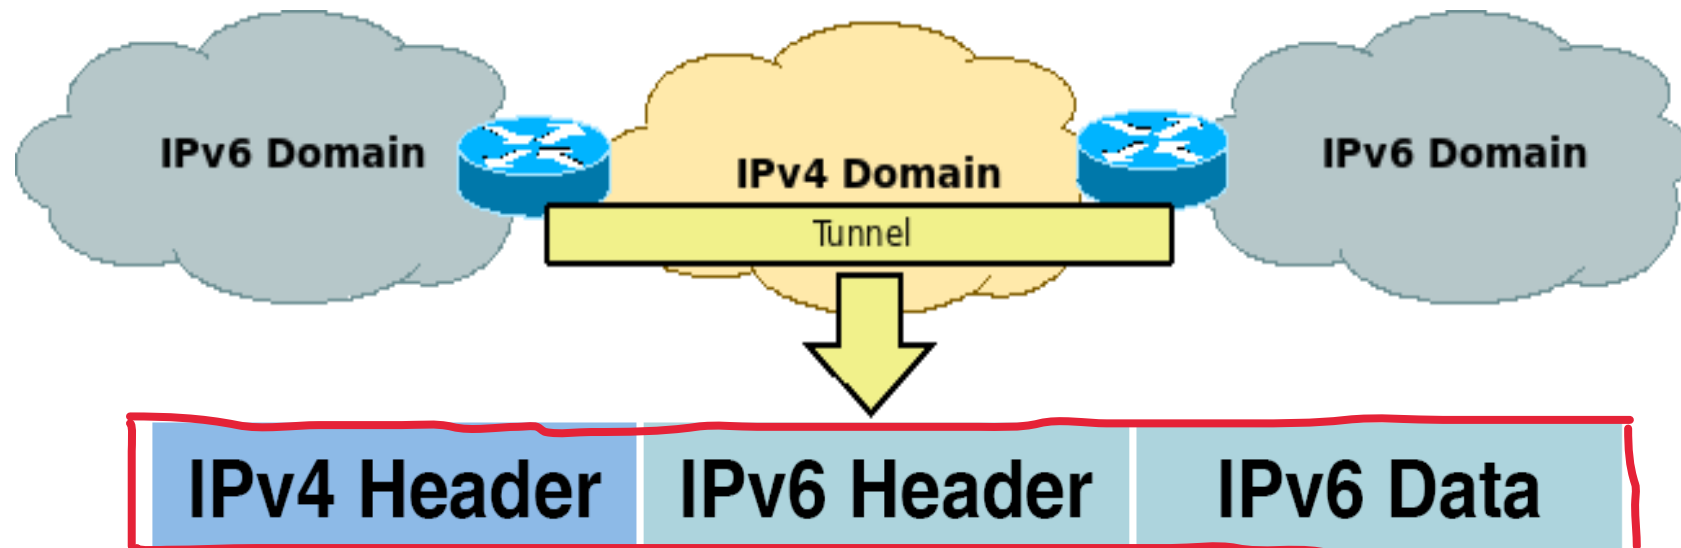 IPv6 Domain
IPv4 Domain
IPv6 Domain
Tunnel
IPv4 Header
IPv6 Header
IPv6 Data